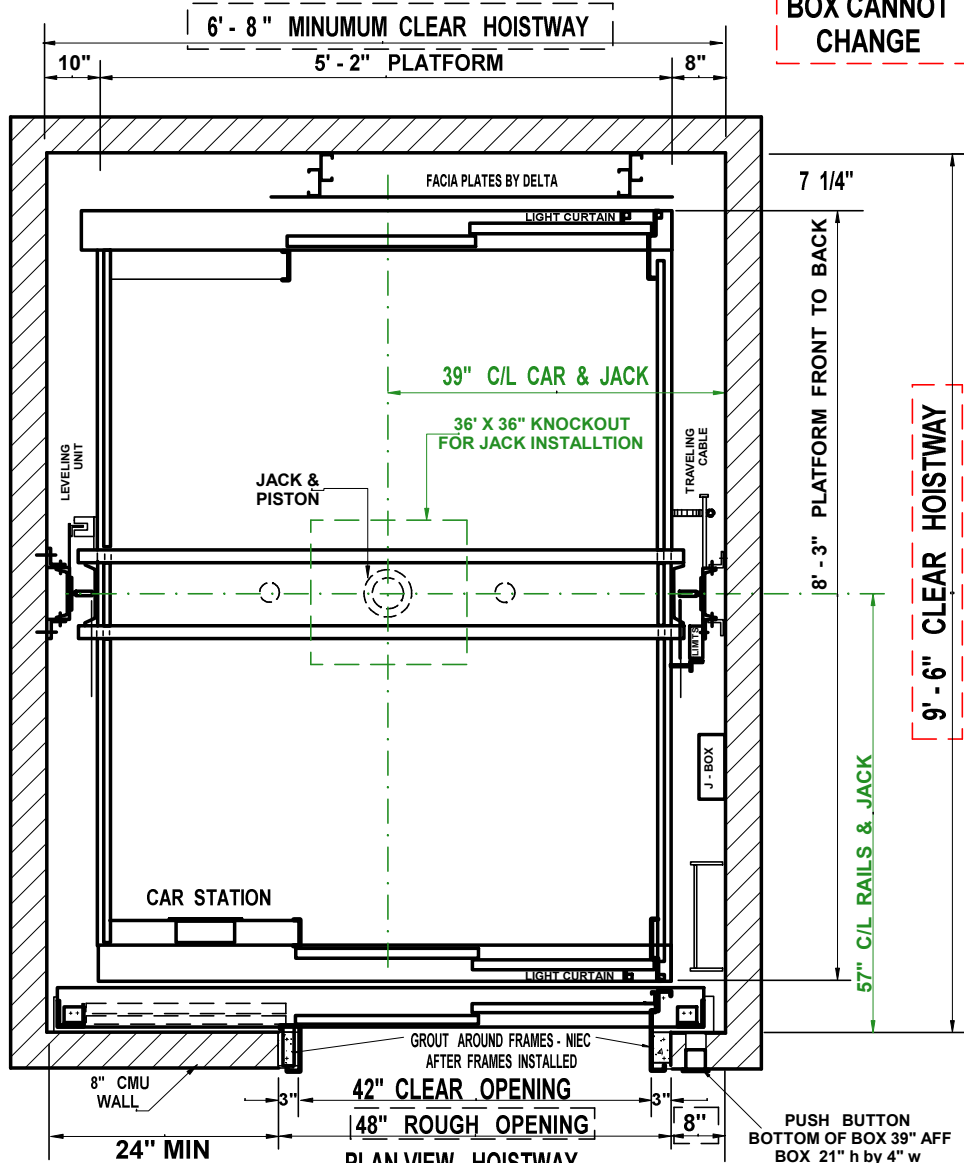 BOX CANNOT
CHANGE
6' - 8" MINIMUM CLEAR HOISTWAY
10"
5' - 2" PLATFORM
8"
FACIA PLATES BY DELTA
7 1/4"
LIGHT CURTAIN
8' - 3" PLATFORM FRONT TO BACK
39" C/L CAR & JACK
36' X 36" KNOCKOUT
FOR JACK INSTALLTION
LEVELING
UNIT
TRAVELING
CABLE
JACK &
PISTON
9' - 6" CLEAR HOISTWAY
LIMITS
J - BOX
57" C/L RAILS & JACK
CAR STATION
LIGHT CURTAIN
GROUT AROUND FRAMES - NIEC
AFTER FRAMES INSTALLED
8" CMU
WALL
3"
42" CLEAR OPENING
3"
48" ROUGH OPENING
8"
24" MIN
PUSH BUTTON
BOTTOM OF BOX 39" AFF
BOX 21" h by 4" w
PLAN VIEW HOISTWAY